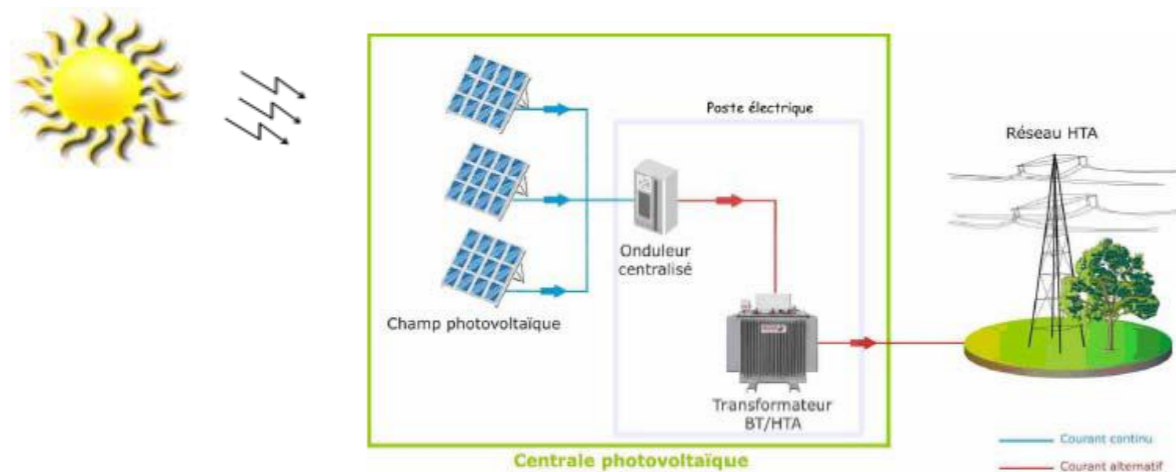 Poste électrique
Réseau HTA
Onduleur
centralisé
Champ photovoltaïque
Transformateur
BT/HTA
Courant continu
Centrale photovoltaïque
Courant alternatif